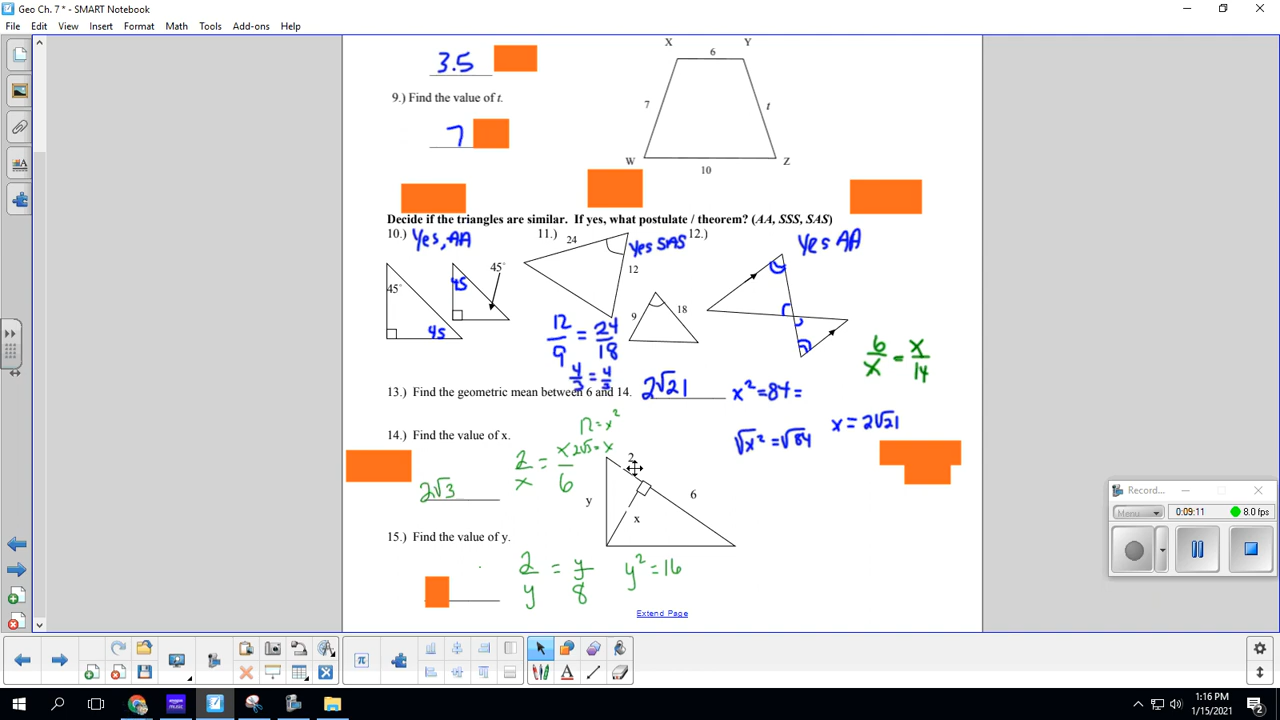 Geo Ch. 7 * - SMART Notebook
File Edit View Insert Format Math Tools Add-ons Help
X Y
6
3.5
9.) Find the value of t.
7 t
7
W Z
10
Decide if the triangles are similar. If yes, what postulate / theorem? (AA, SSS, SAS)
10.) Yes, AA
11.) 24 Yes SAS
12.) Yes AA
45° 45 45° 12
45
9 18
12/9 = 24/18
4/3 = 4/3
6/x = x/14
13.) Find the geometric mean between 6 and 14. 2√21 x² = 84 =
√x² = √84 x = 2√21
14.) Find the value of x.
12 = x²
2/x = x/6
2√3 = x
2√3
2
y 6
x
15.) Find the value of y.
2/y = y/8 y² = 16
Extend Page
Record...
Menu
0:09:11
8.0 fps
π
A
1:16 PM
1/15/2021
2